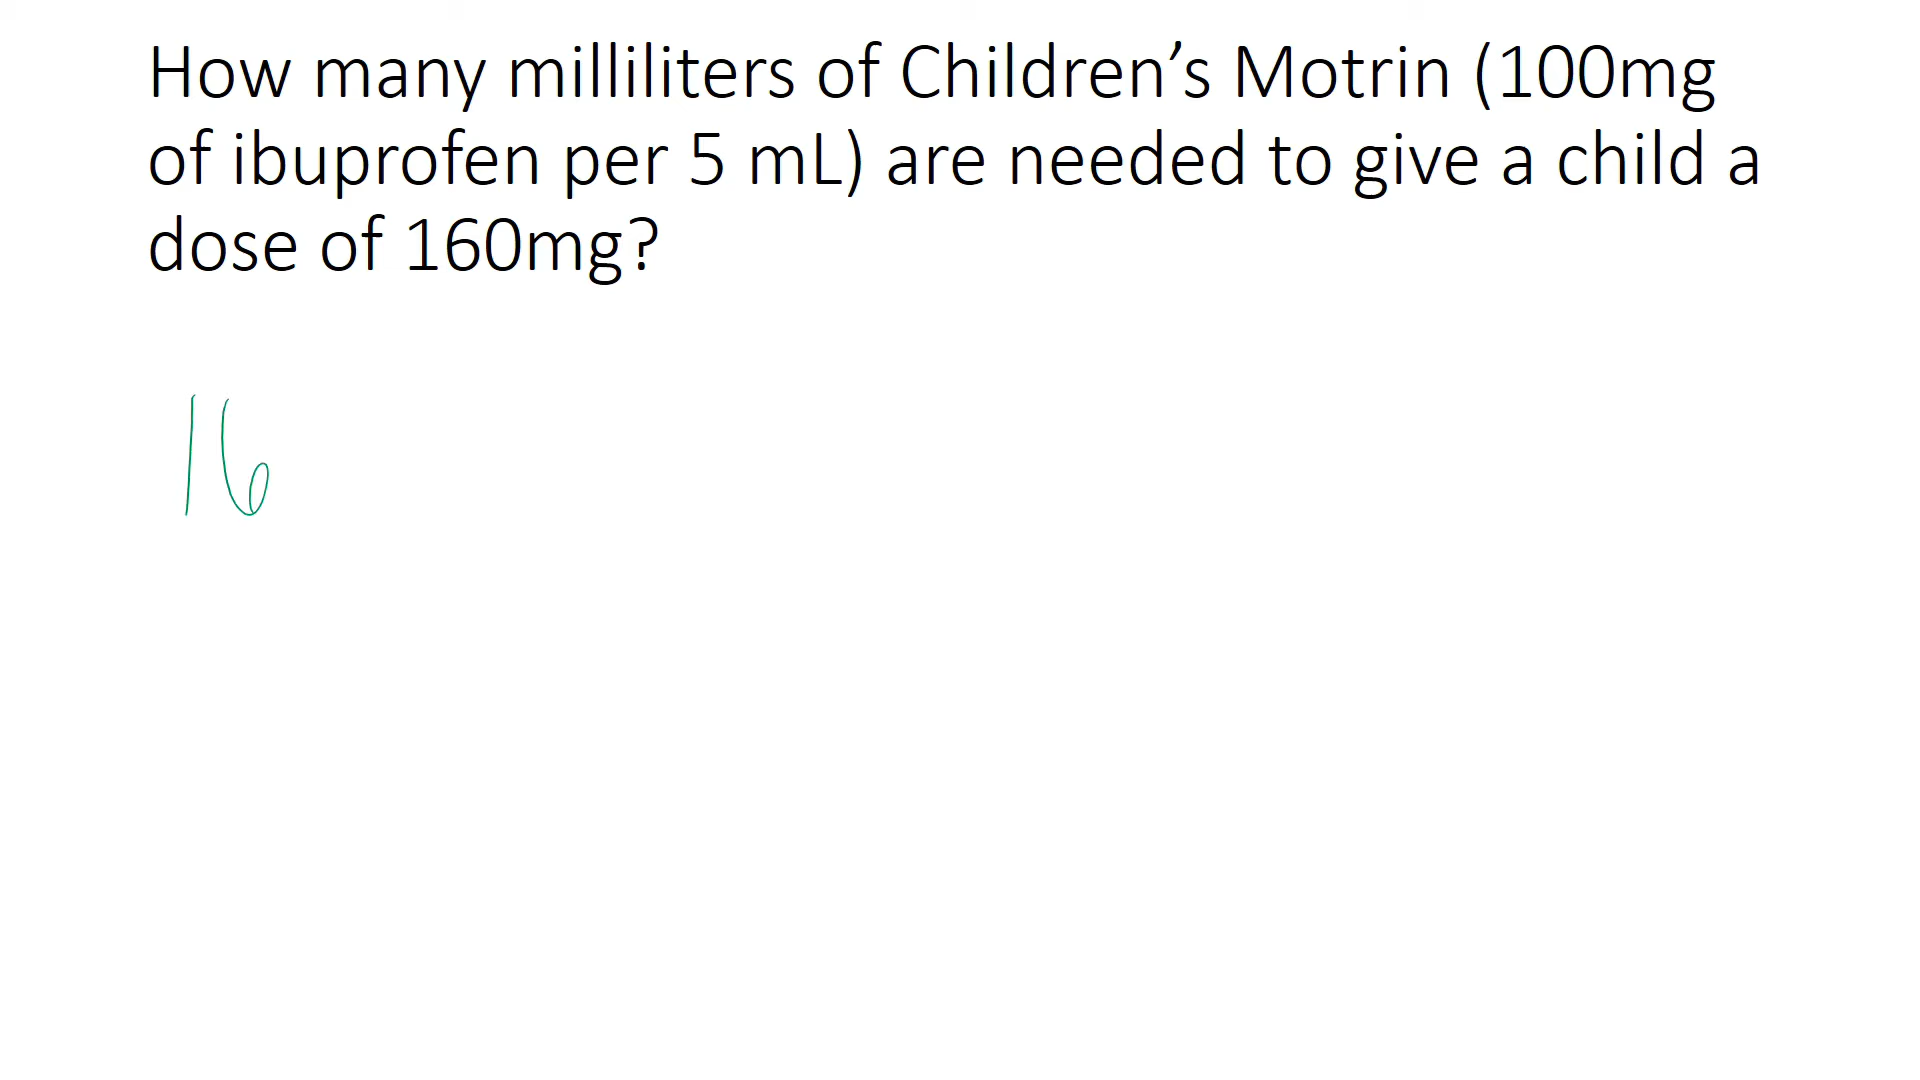 How many milliliters of Children’s Motrin (100mg
of ibuprofen per 5 mL) are needed to give a child a
dose of 160mg?
16